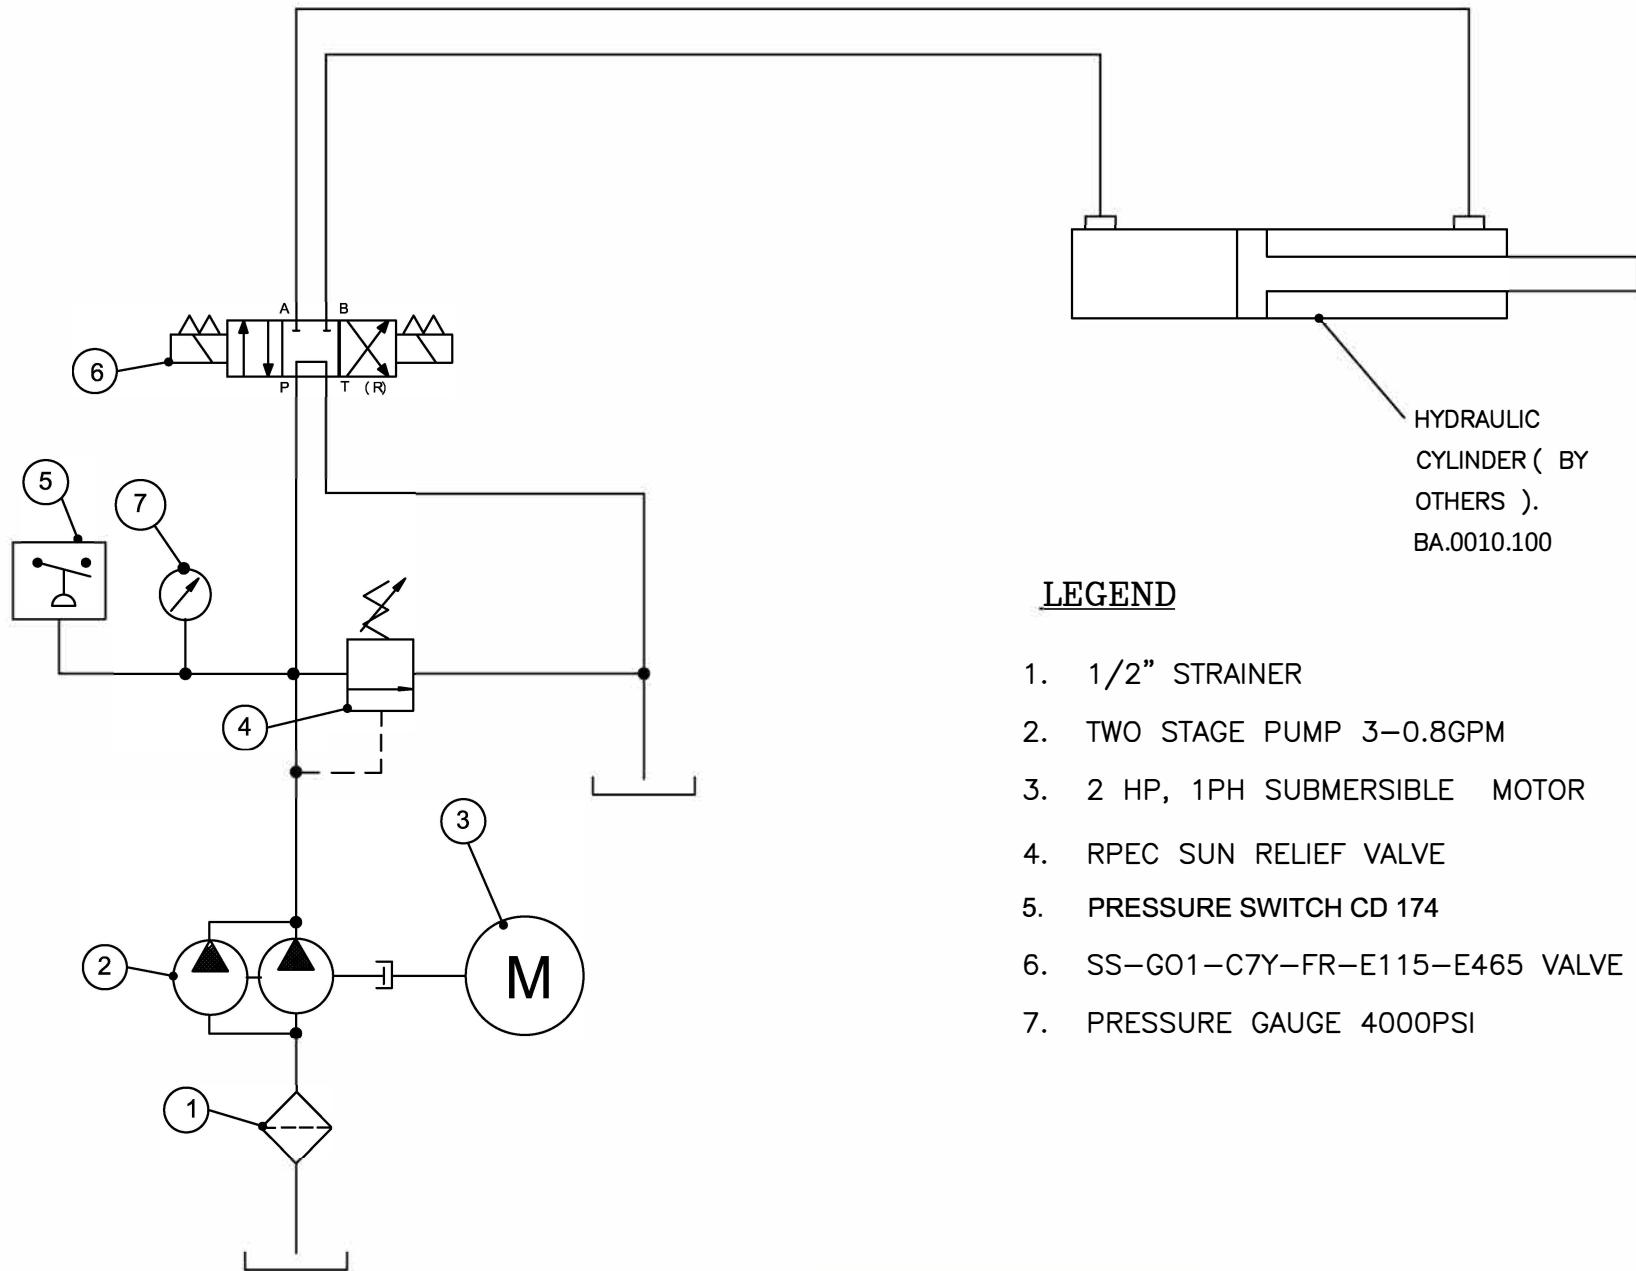 A B
6
P T (R)
HYDRAULIC
CYLINDER ( BY
OTHERS ).
BA.0010.100
5
7
4
3
M
2
1
LEGEND
1. 1/2” STRAINER
2. TWO STAGE PUMP 3-0.8GPM
3. 2 HP, 1PH SUBMERSIBLE MOTOR
4. RPEC SUN RELIEF VALVE
5. PRESSURE SWITCH CD 174
6. SS-GO1-C7Y-FR-E115-E465 VALVE
7. PRESSURE GAUGE 4000PSI